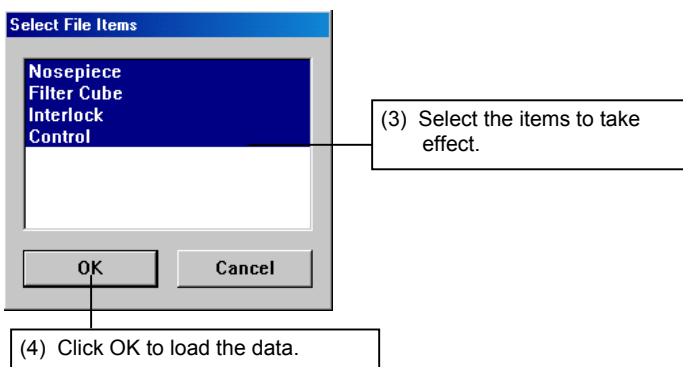 Select File Items
Nosepiece
Filter Cube
Interlock
Control
(3) Select the items to take
effect.
OK
Cancel
(4) Click OK to load the data.